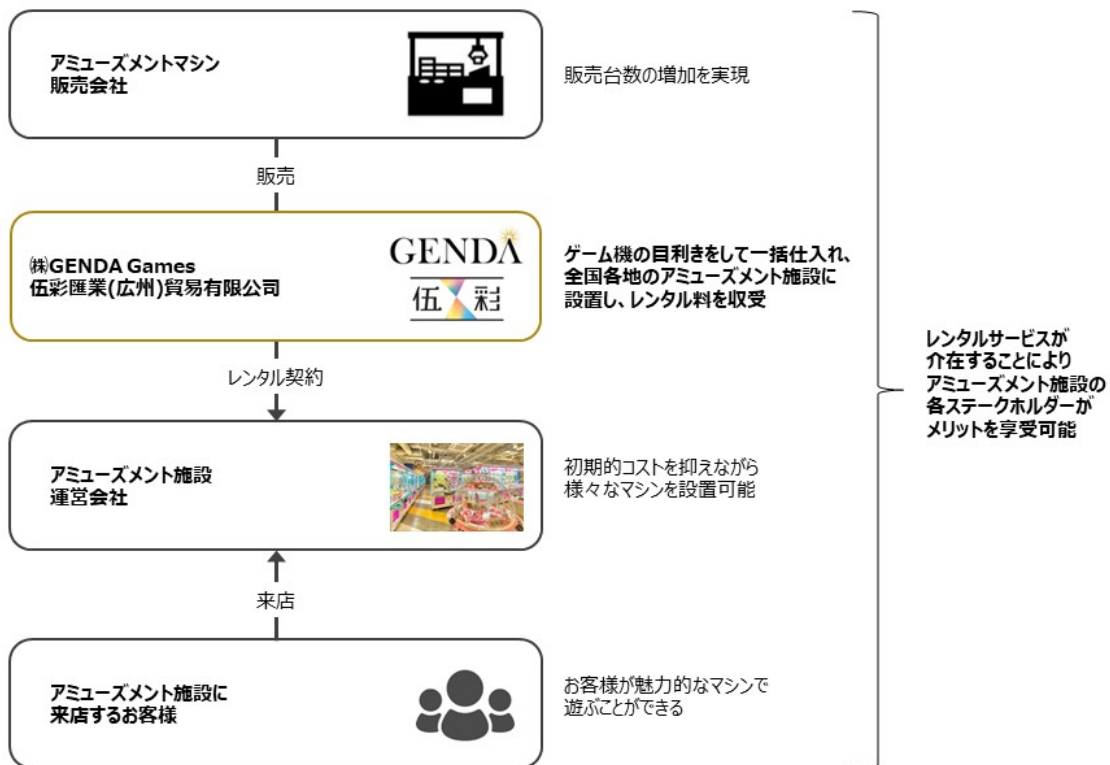 アミューズメントマシン
販売会社
販売台数の増加を実現
販売
㈱GENDA Games
伍彩匯業(広州)貿易有限公司
GENDA
伍彩
ゲーム機の目利きをして一括仕入れ、
全国各地のアミューズメント施設に
設置し、レンタル料を収受
レンタル契約
アミューズメント施設
運営会社
初期的コストを抑えながら
様々なマシンを設置可能
来店
アミューズメント施設に
来店するお客様
お客様が魅力的なマシンで
遊ぶことができる
レンタルサービスが
介在することにより
アミューズメント施設の
各ステークホルダーが
メリットを享受可能